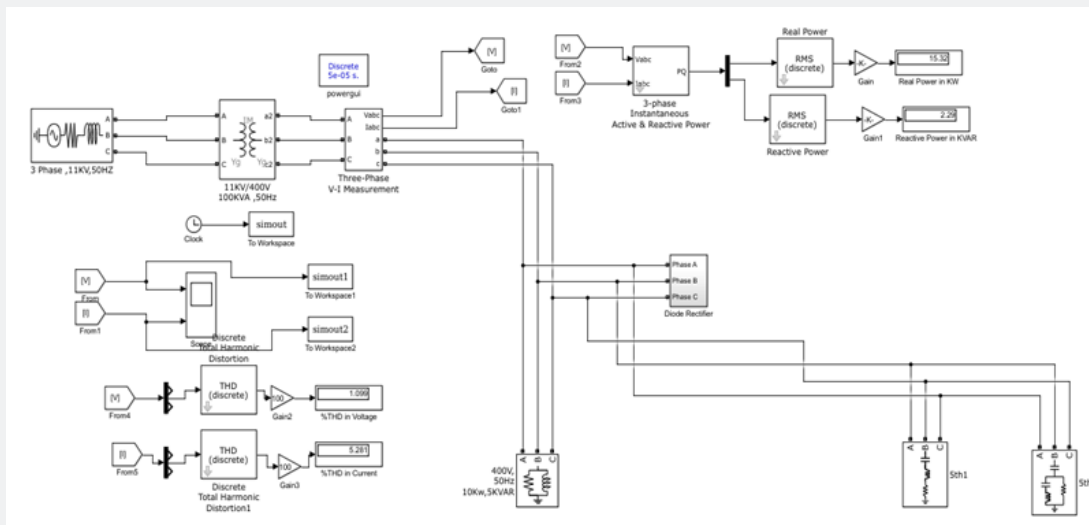 Discrete
5e-05 s.
powergui
[V]
Goto
[I]
Goto1
A
B
C
3 Phase ,11KV,50HZ
A
B
C
a2
b2
c2
Yg
Yg
11KV/400V
100KVA ,50Hz
A
B
C
Vabc
Iabc
a
b
c
Three-Phase
V-I Measurement
[V]
From2
[I]
From3
Vabc
Iabc
PQ
3-phase
Instantaneous
Active & Reactive Power
Real Power
RMS
(discrete)
-K-
Gain
15.32
Real Power in KW
RMS
(discrete)
Reactive Power
-K-
Gain1
2.29
Reactive Power in KVAR
Clock
simout
To Workspace
[V]
From
[I]
From1
simout1
To Workspace1
simout2
To Workspace2
Discrete
Total Harmonic
Distortion
[V]
From4
THD
(discrete)
100
Gain2
1.099
%THD in Voltage
[I]
From5
THD
(discrete)
100
Gain3
5.281
%THD in Current
Discrete
Total Harmonic
Distortion1
Phase A
Phase B
Phase C
Diode Rectifier
A
B
C
400V,
50Hz
10Kw,5KVAR
A
B
C
5th1
A
B
C